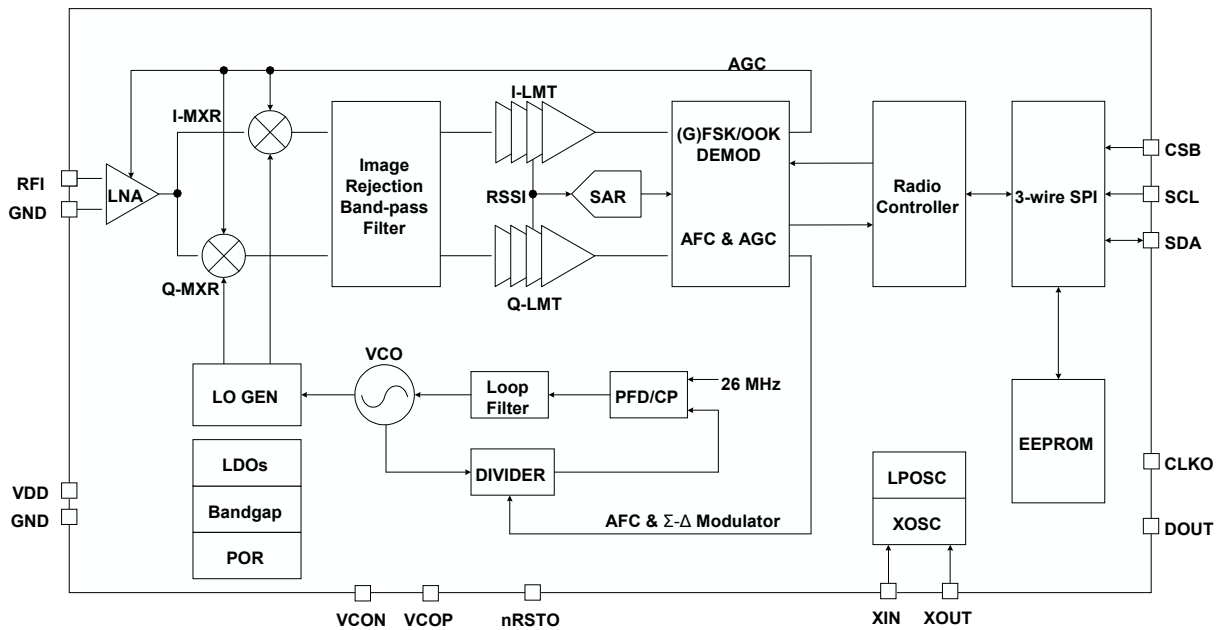 AGC
I-LMT
I-MXR
(G)FSK/OOK
DEMOD
CSB
Image
Rejection
Band-pass
Filter
RFI
LNA
RSSI
SAR
Radio
Controller
3-wire SPI
SCL
GND
AFC & AGC
SDA
Q-MXR
Q-LMT
VCO
26 MHz
LO GEN
Loop
Filter
PFD/CP
EEPROM
LDOs
DIVIDER
CLKO
LPOSC
VDD
Bandgap
GND
AFC & Σ-Δ Modulator
XOSC
DOUT
POR
VCON
VCOP
nRSTO
XIN
XOUT